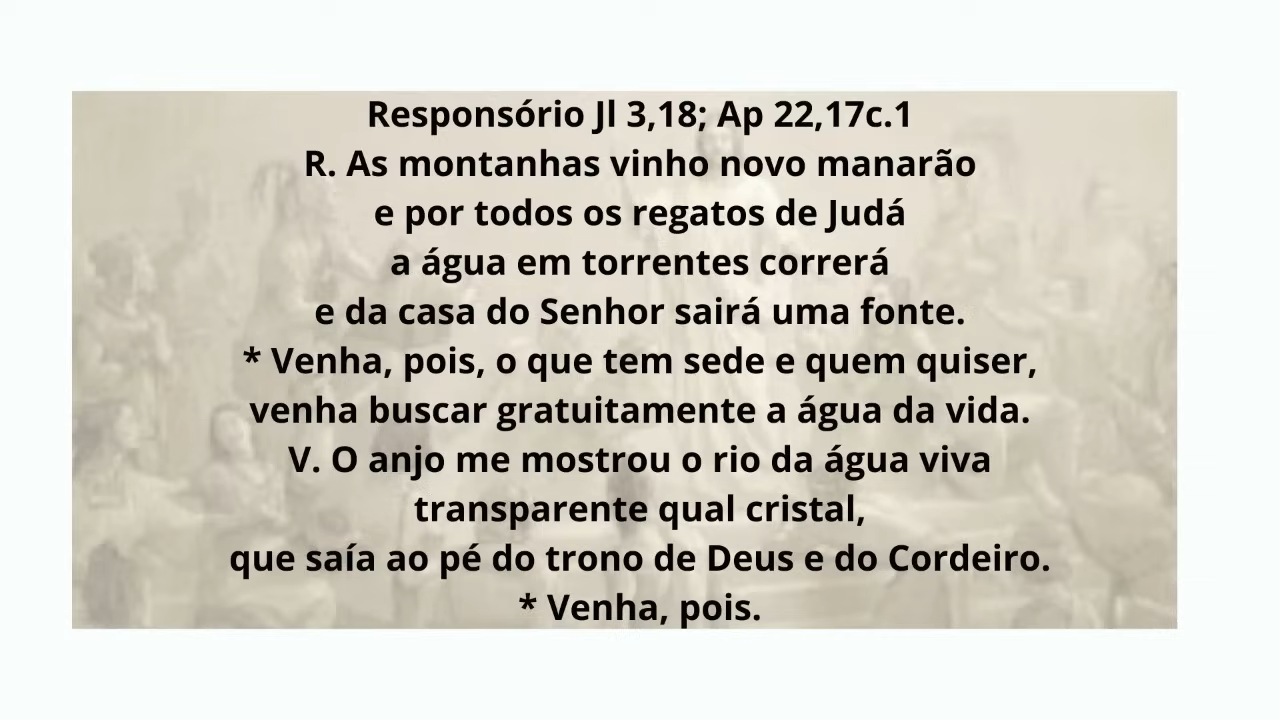 Responsório Jl 3,18; Ap 22,17c.1
R. As montanhas vinho novo manarão
e por todos os regatos de Judá
a água em torrentes correrá
e da casa do Senhor sairá uma fonte.
* Venha, pois, o que tem sede e quem quiser,
venha buscar gratuitamente a água da vida.
V. O anjo me mostrou o rio da água viva
transparente qual cristal,
que saía ao pé do trono de Deus e do Cordeiro.
* Venha, pois.